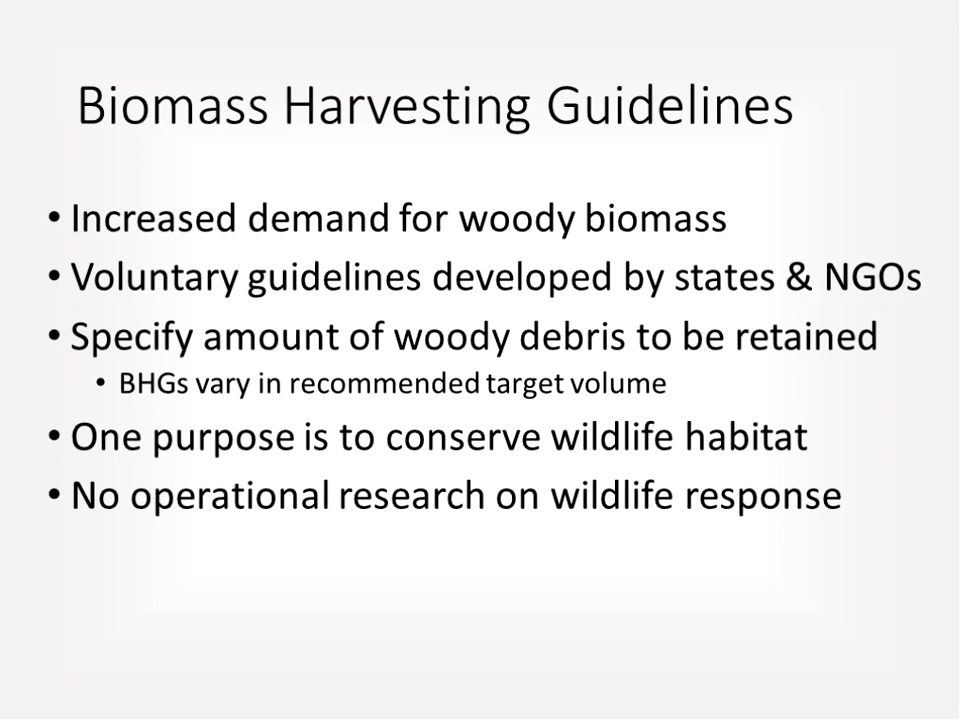 Biomass Harvesting Guidelines
• Increased demand for woody biomass
• Voluntary guidelines developed by states & NGOs
• Specify amount of woody debris to be retained
• BHGs vary in recommended target volume
• One purpose is to conserve wildlife habitat
• No operational research on wildlife response